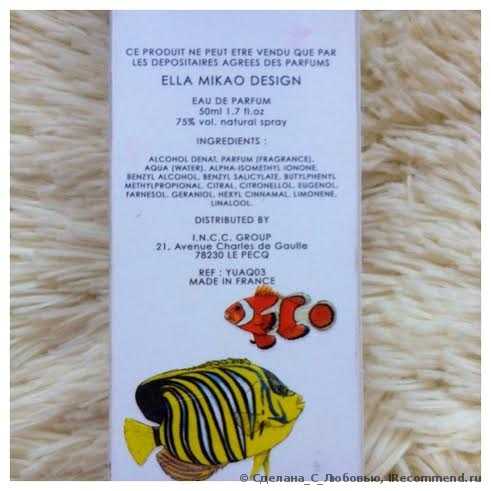 CE PRODUIT NE PEUT ETRE VENDU QUE PAR
LES DEPOSITAIRES AGREES DES PARFUMS
ELLA MIKAO DESIGN
EAU DE PARFUM
50ml 1.7 fl.oz
75% vol. natural spray
INGREDIENTS :
ALCOHOL DENAT, PARFUM (FRAGRANCE),
AQUA (WATER), ALPHA-ISOMETHYL IONONE,
BENZYL ALCOHOL, BENZYL SALICYLATE, BUTYLPHENYL
METHYLPROPIONAL, CITRAL, CITRONELLOL, EUGENOL,
FARNESOL, GERANIOL, HEXYL CINNAMAL, LIMONENE,
LINALOOL.
DISTRIBUTED BY
I.N.C.C. GROUP
21, Avenue Charles de Gaulle
78230 LE PECQ
REF : YUAQ03
MADE IN FRANCE
© Сделана_С_Любовью, IRecommend.ru